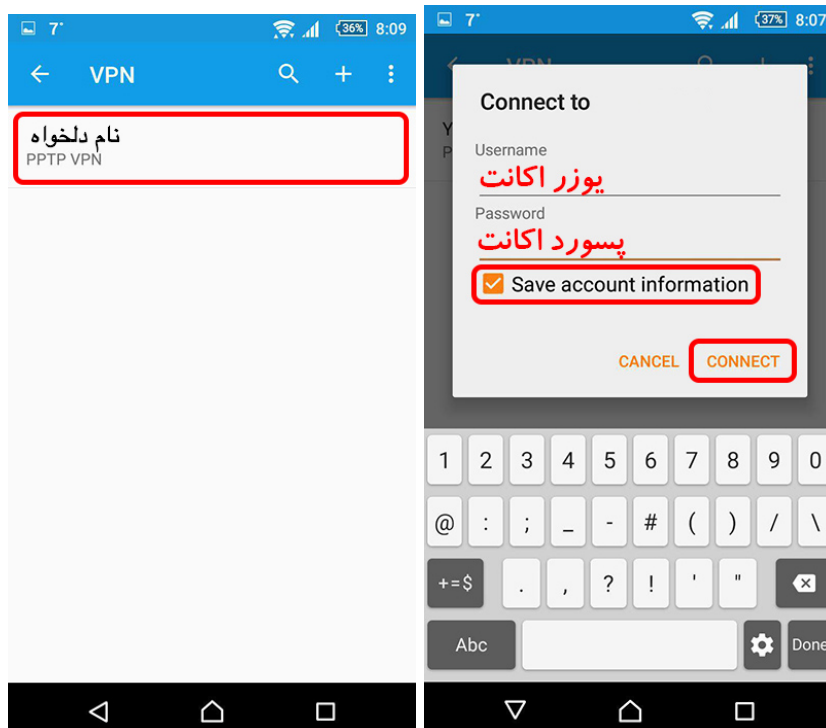 7°
36%
8:09
VPN
نام دلخواه
PPTP VPN
7°
37%
8:07
VPN
Y
P
Connect to
Username
یوزر اکانت
Password
پسورد اکانت
Save account information
CANCEL CONNECT
1 2 3 4 5 6 7 8 9 0
@ : ; _ - # ( ) / \
+=$ . , ? ! ' "
Abc Done